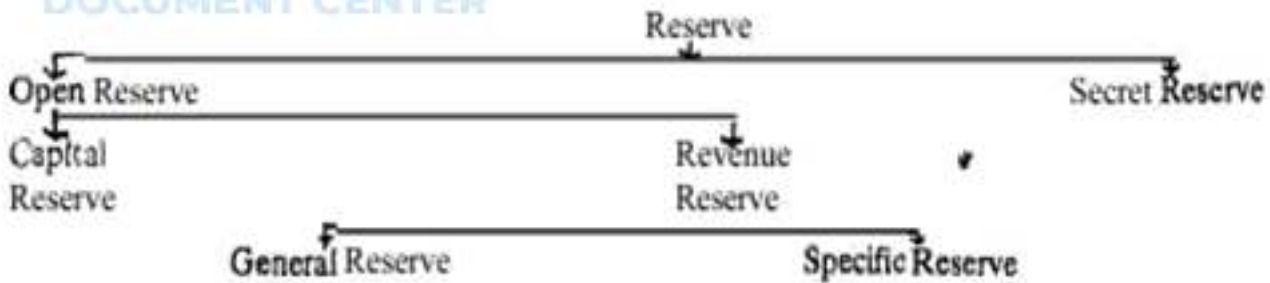 DOCUMENT CENTER
Reserve
Open Reserve Secret Reserve
Capital Revenue
Reserve Reserve
General Reserve Specific Reserve